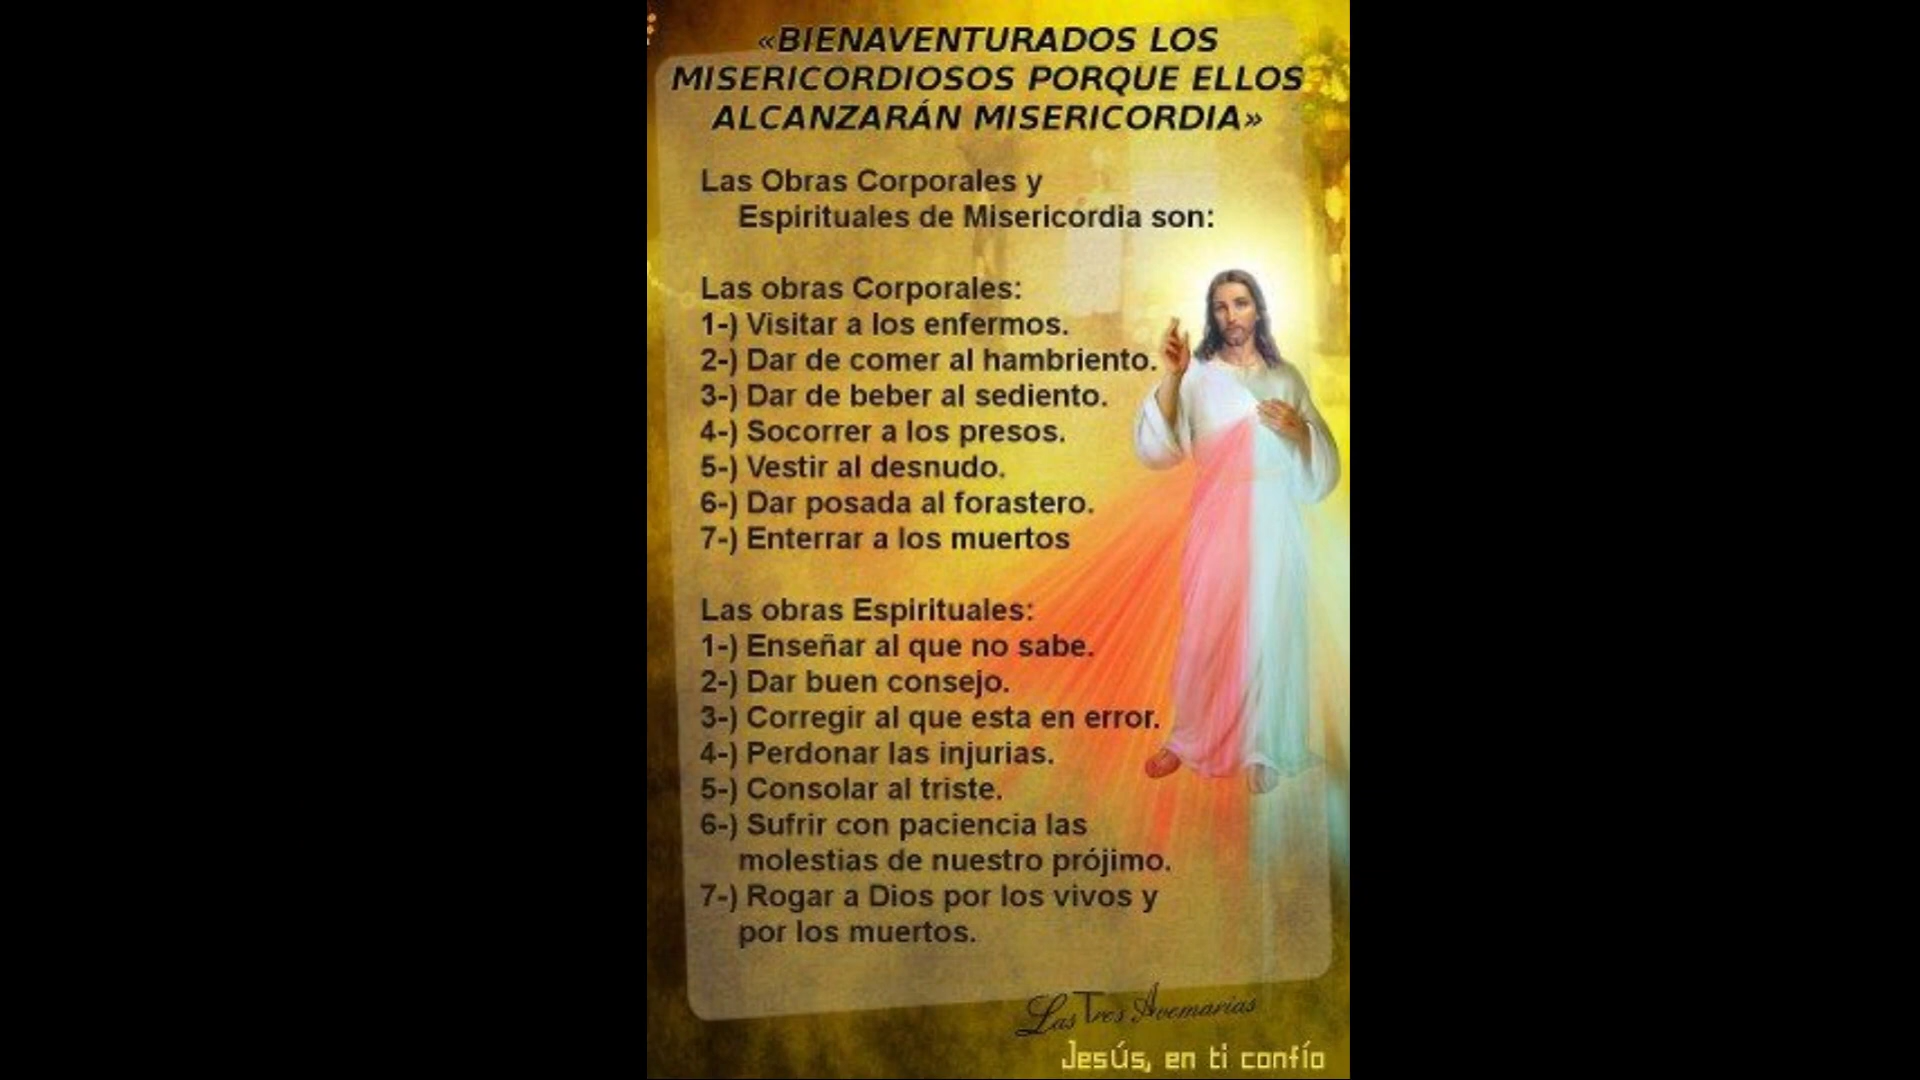 «BIENAVENTURADOS LOS
MISERICORDIOSOS PORQUE ELLOS
ALCANZARÁN MISERICORDIA»
Las Obras Corporales y
Espirituales de Misericordia son:
Las obras Corporales:
1-) Visitar a los enfermos.
2-) Dar de comer al hambriento.
3-) Dar de beber al sediento.
4-) Socorrer a los presos.
5-) Vestir al desnudo.
6-) Dar posada al forastero.
7-) Enterrar a los muertos
Las obras Espirituales:
1-) Enseñar al que no sabe.
2-) Dar buen consejo.
3-) Corregir al que esta en error.
4-) Perdonar las injurias.
5-) Consolar al triste.
6-) Sufrir con paciencia las
molestias de nuestro prójimo.
7-) Rogar a Dios por los vivos y
por los muertos.
Las Tres Avemarías
Jesús, en ti confío